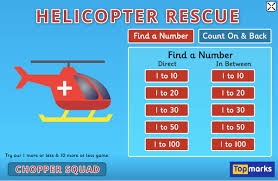 HELICOPTER RESCUE
Find a Number
Count On & Back
Find a Number
Direct In Between
1 to 10 1 to 10
1 to 20 1 to 20
1 to 30 1 to 30
1 to 50 1 to 50
1 to 100 1 to 100
Try our 1 more or less & 10 more or less game:
CHOPPER SQUAD
Topmarks